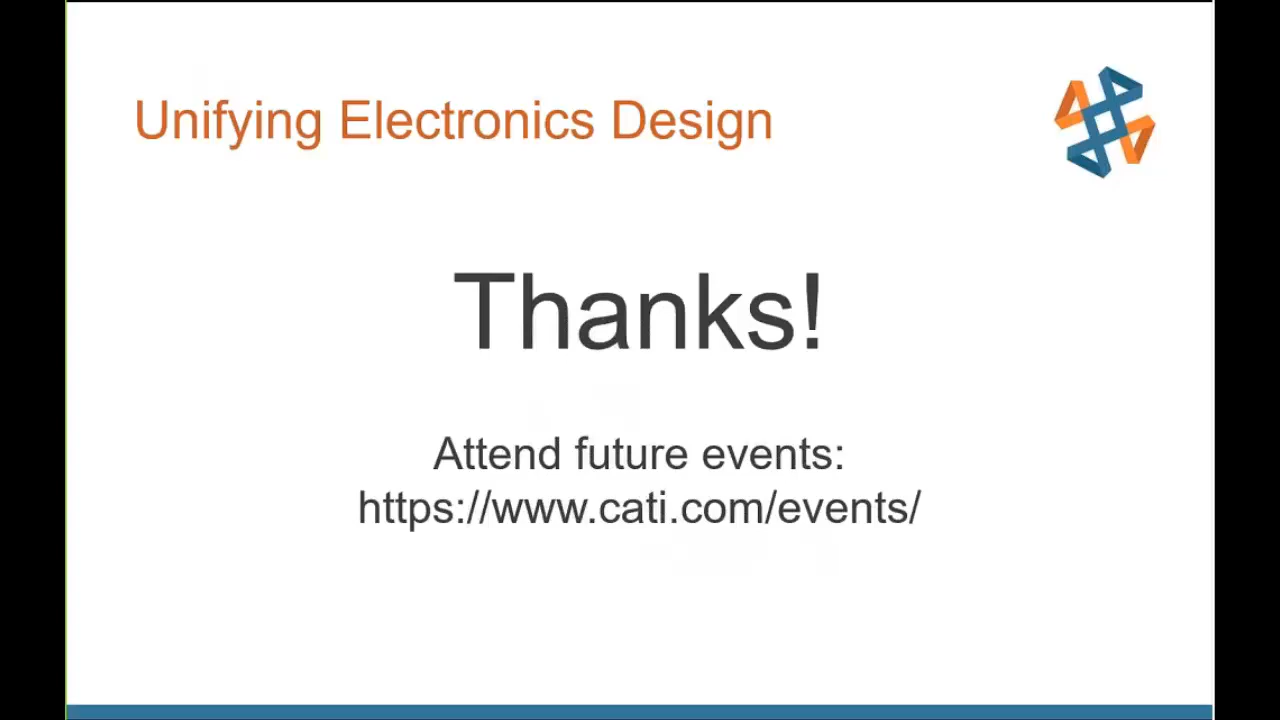 Unifying Electronics Design
Thanks!
Attend future events:
https://www.cati.com/events/